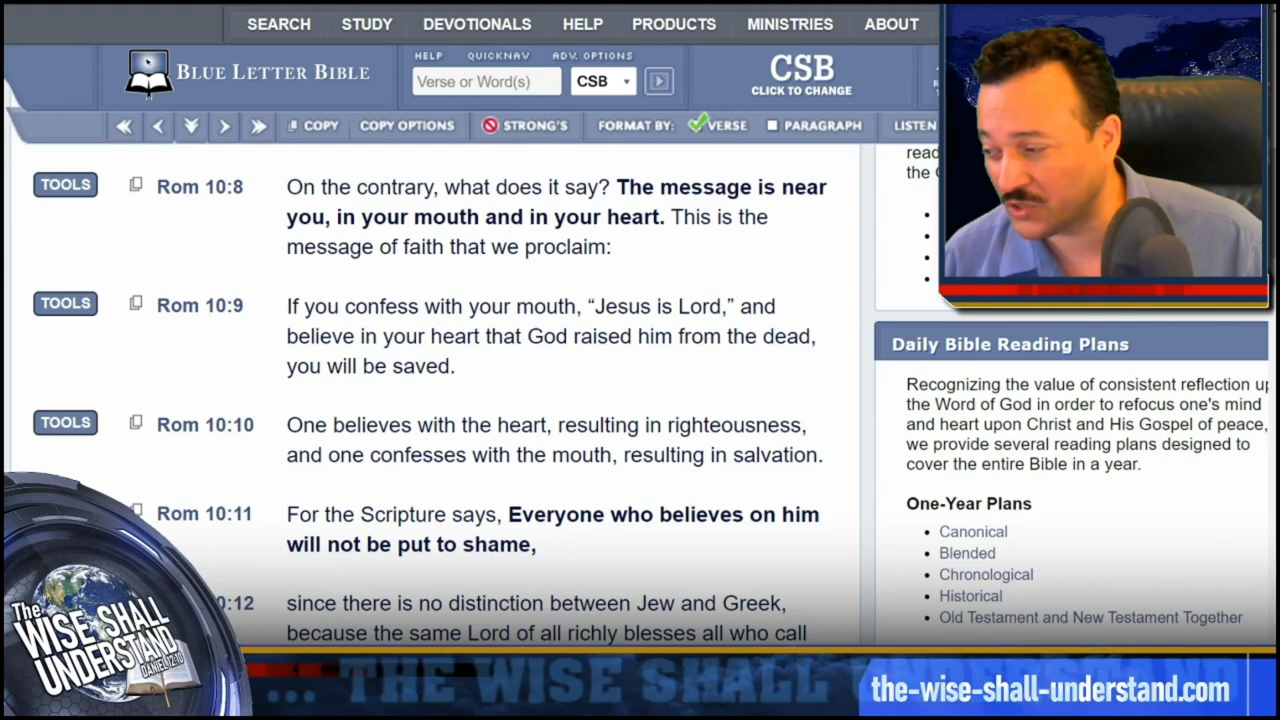 SEARCH STUDY DEVOTIONALS HELP PRODUCTS MINISTRIES ABOUT
HELP QUICKNAV ADV. OPTIONS
BLUE LETTER BIBLE
Verse or Word(s) CSB
CSB
CLICK TO CHANGE
COPY COPY OPTIONS STRONG'S FORMAT BY: VERSE PARAGRAPH LISTEN
TOOLS Rom 10:8 On the contrary, what does it say? The message is near
you, in your mouth and in your heart. This is the
message of faith that we proclaim:
TOOLS Rom 10:9 If you confess with your mouth, “Jesus is Lord,” and
believe in your heart that God raised him from the dead,
you will be saved.
TOOLS Rom 10:10 One believes with the heart, resulting in righteousness,
and one confesses with the mouth, resulting in salvation.
Rom 10:11 For the Scripture says, Everyone who believes on him
will not be put to shame,
:12 since there is no distinction between Jew and Greek,
because the same Lord of all richly blesses all who call
Daily Bible Reading Plans
Recognizing the value of consistent reflection
the Word of God in order to refocus one's mind
and heart upon Christ and His Gospel of peace,
we provide several reading plans designed to
cover the entire Bible in a year.
One-Year Plans
• Canonical
• Blended
• Chronological
• Historical
• Old Testament and New Testament Together
The
WISE SHALL
UNDERSTAND
DANIEL 12:10
... THE WISE SHALL UNDERSTAND
the-wise-shall-understand.com